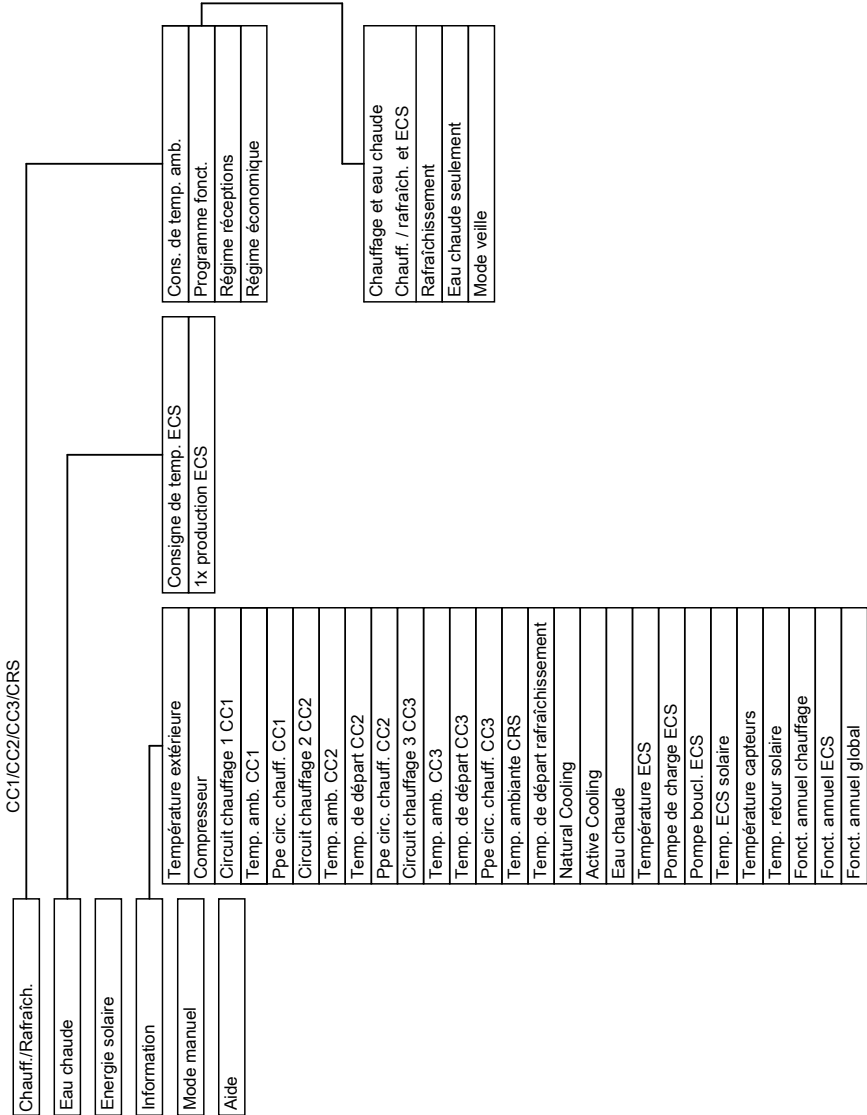 Chauff./Rafraîch.
Eau chaude
Energie solaire
Information
Mode manuel
Aide
CC1/CC2/CC3/CRS
Température extérieure
Compresseur
Circuit chauffage 1 CC1
Temp. amb. CC1
Ppe circ. chauff. CC1
Circuit chauffage 2 CC2
Temp. amb. CC2
Temp. de départ CC2
Ppe circ. chauff. CC2
Circuit chauffage 3 CC3
Temp. amb. CC3
Temp. de départ CC3
Ppe circ. chauff. CC3
Temp. ambiante CRS
Temp. de départ rafraîchissement
Natural Cooling
Active Cooling
Eau chaude
Température ECS
Pompe de charge ECS
Pompe boucl. ECS
Temp. ECS solaire
Température capteurs
Temp. retour solaire
Fonct. annuel chauffage
Fonct. annuel ECS
Fonct. annuel global
Consigne de temp. ECS
1x production ECS
Cons. de temp. amb.
Programme fonct.
Régime réceptions
Régime économique
Chauffage et eau chaude
Chauff. / rafraîch. et ECS
Rafraîchissement
Eau chaude seulement
Mode veille